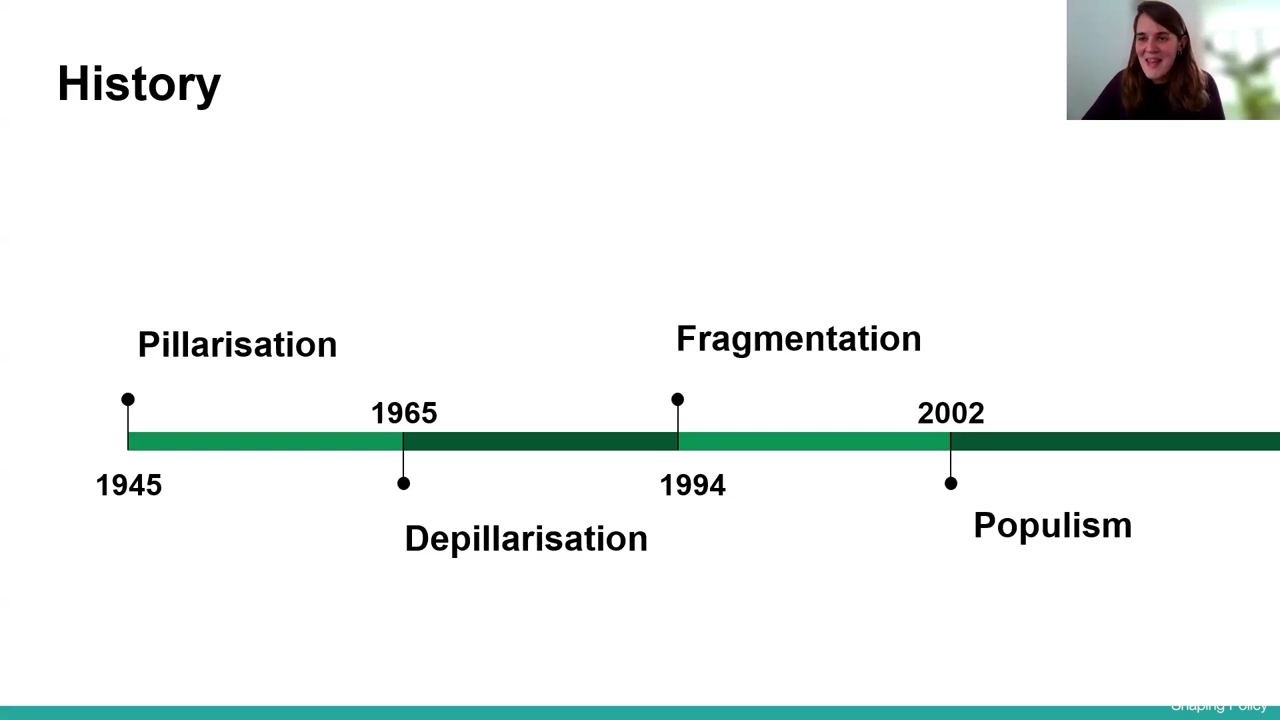 History
Pillarisation
Fragmentation
1965
2002
1945
1994
Depillarisation
Populism
Shaping Policy